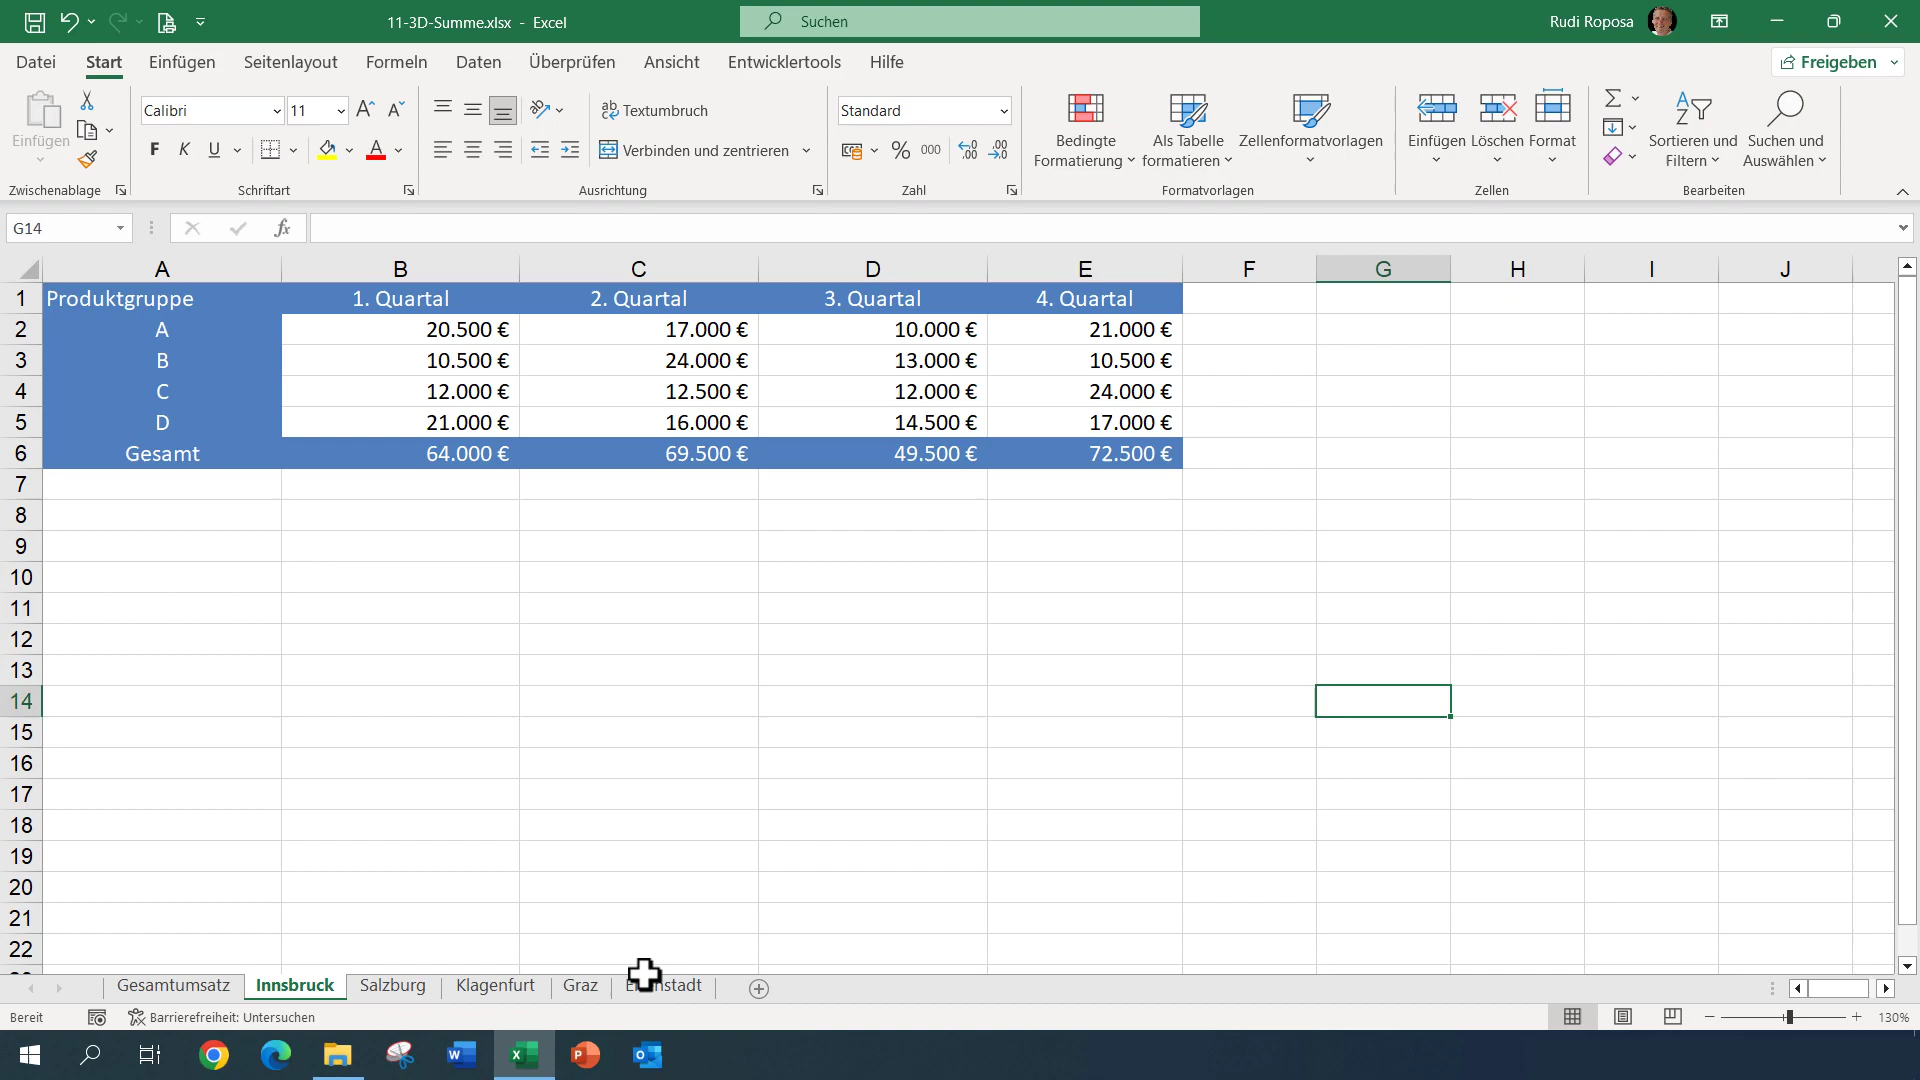 11-3D-Summe.xlsx - Excel
Suchen
Rudi Roposa
Datei Start Einfügen Seitenlayout Formeln Daten Überprüfen Ansicht Entwicklertools Hilfe
Freigeben
Einfügen
Calibri 11
F K U
A
Textumbruch
Verbinden und zentrieren
Standard
% 000
Bedingte Formatierung
Als Tabelle formatieren
Zellenformatvorlagen
Einfügen Löschen Format
Sortieren und Filtern
Suchen und Auswählen
Zwischenablage Schriftart Ausrichtung Zahl Formatvorlagen Zellen Bearbeiten
G14
fx
A B C D E F G H I J
1 Produktgruppe 1. Quartal 2. Quartal 3. Quartal 4. Quartal
2 A 20.500 € 17.000 € 10.000 € 21.000 €
3 B 10.500 € 24.000 € 13.000 € 10.500 €
4 C 12.000 € 12.500 € 12.000 € 24.000 €
5 D 21.000 € 16.000 € 14.500 € 17.000 €
6 Gesamt 64.000 € 69.500 € 49.500 € 72.500 €
7
8
9
10
11
12
13
14
15
16
17
18
19
20
21
22
Gesamtumsatz Innsbruck Salzburg Klagenfurt Graz
Bereit
Barrierefreiheit: Untersuchen
130%